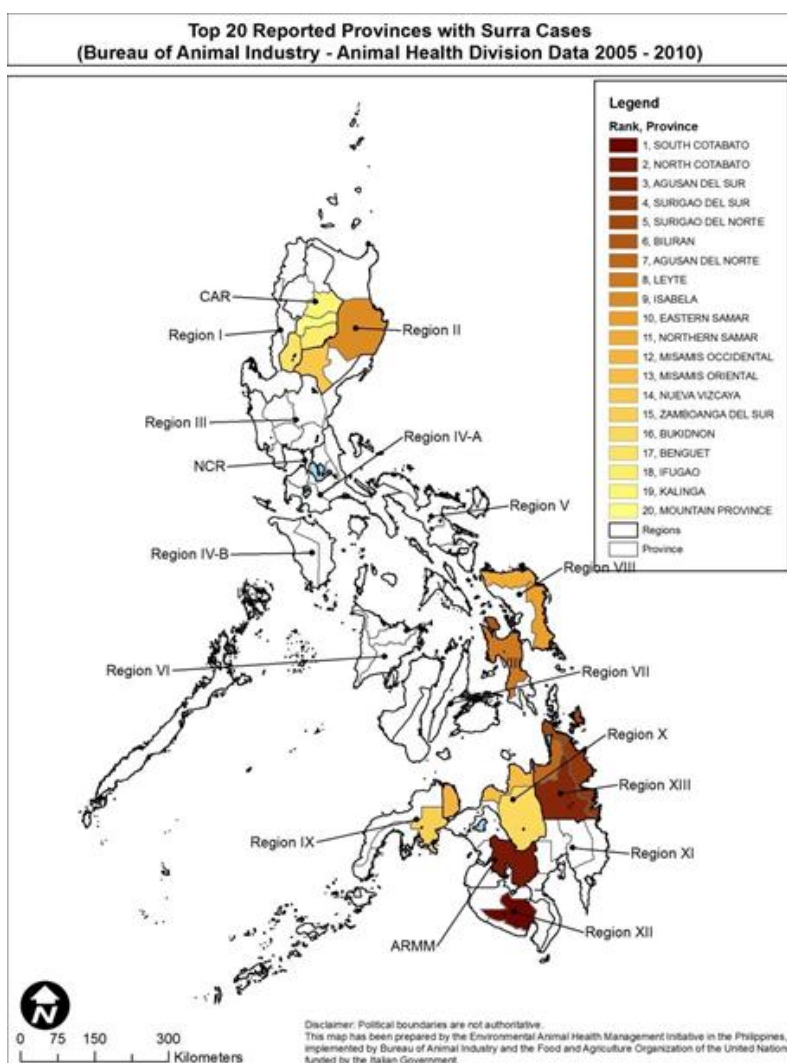 Top 20 Reported Provinces with Surra Cases
(Bureau of Animal Industry - Animal Health Division Data 2005 - 2010)
Legend
Rank, Province
1, SOUTH COTABATO
2, NORTH COTABATO
3, AGUSAN DEL SUR
4, SURIGAO DEL SUR
5, SURIGAO DEL NORTE
6, BILIRAN
7, AGUSAN DEL NORTE
8, LEYTE
9, ISABELA
10, EASTERN SAMAR
11, NORTHERN SAMAR
12, MISAMIS OCCIDENTAL
13, MISAMIS ORIENTAL
14, NUEVA VIZCAYA
15, ZAMBOANGA DEL SUR
16, BUKIDNON
17, BENGUET
18, IFUGAO
19, KALINGA
20, MOUNTAIN PROVINCE
Regions
Province
CAR
Region I
Region II
Region III
Region IV-A
NCR
Region V
Region IV-B
Region VIII
VIII
Region VI
Region VII
Region X
Region XIII
Region IX
Region XI
Region XII
ARMM
0 75 150 300
Kilometers
Disclaimer: Political boundaries are not authoritative.
This map has been prepared by the Environmental Animal Health Management Initiative in the Philippines,
implemented by Bureau of Animal Industry and the Food and Agriculture Organization of the United Nation
funded by the Italian Government.